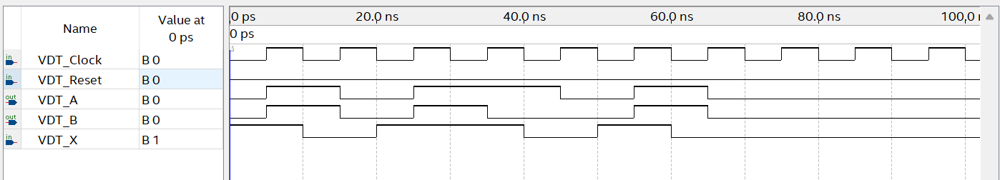 Name
Value at
0 ps
0 ps 20.0 ns 40.0 ns 60.0 ns 80.0 ns 100,0
0 ps
in VDT_Clock B 0
in VDT_Reset B 0
out VDT_A B 0
out VDT_B B 0
in VDT_X B 1